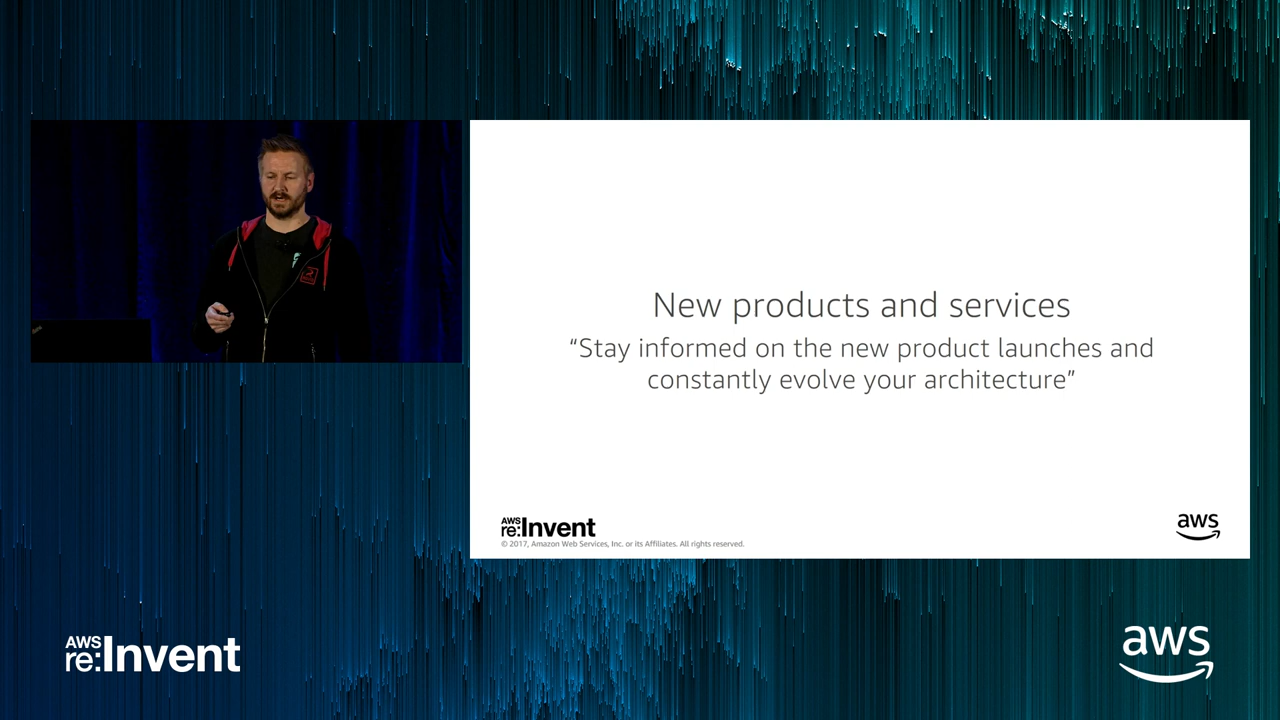 New products and services
“Stay informed on the new product launches and
constantly evolve your architecture”
AWS
re:Invent
© 2017, Amazon Web Services, Inc. or its Affiliates. All rights reserved.
aws
AWS
re:Invent
aws